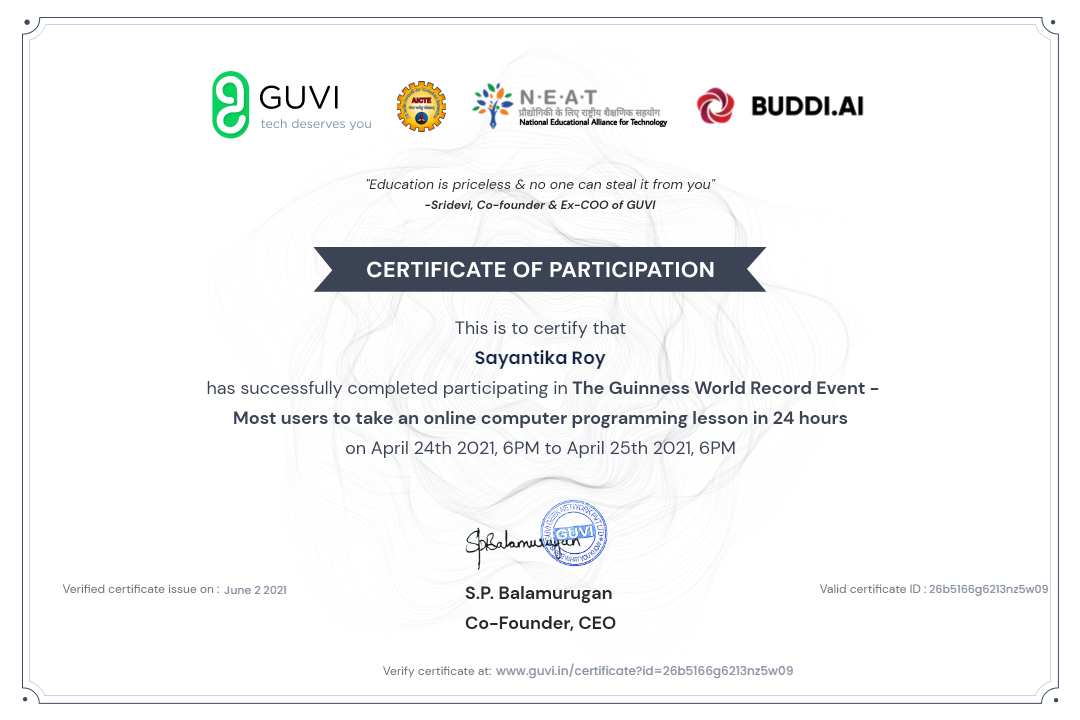 GUVI
tech deserves you
AICTE
N·E·A·T
प्रौद्योगिकी के लिए राष्ट्रीय शैक्षणिक सहयोग
National Educational Alliance for Technology
BUDDI.AI
"Education is priceless & no one can steal it from you"
-Sridevi, Co-founder & Ex-COO of GUVI
CERTIFICATE OF PARTICIPATION
This is to certify that
Sayantika Roy
has successfully completed participating in The Guinness World Record Event -
Most users to take an online computer programming lesson in 24 hours
on April 24th 2021, 6PM to April 25th 2021, 6PM
SpBalamurugan
GUVI
Verified certificate issue on : June 2 2021
Valid certificate ID : 26b5166g6213nz5w09
S.P. Balamurugan
Co-Founder, CEO
Verify certificate at: www.guvi.in/certificate?id=26b5166g6213nz5w09